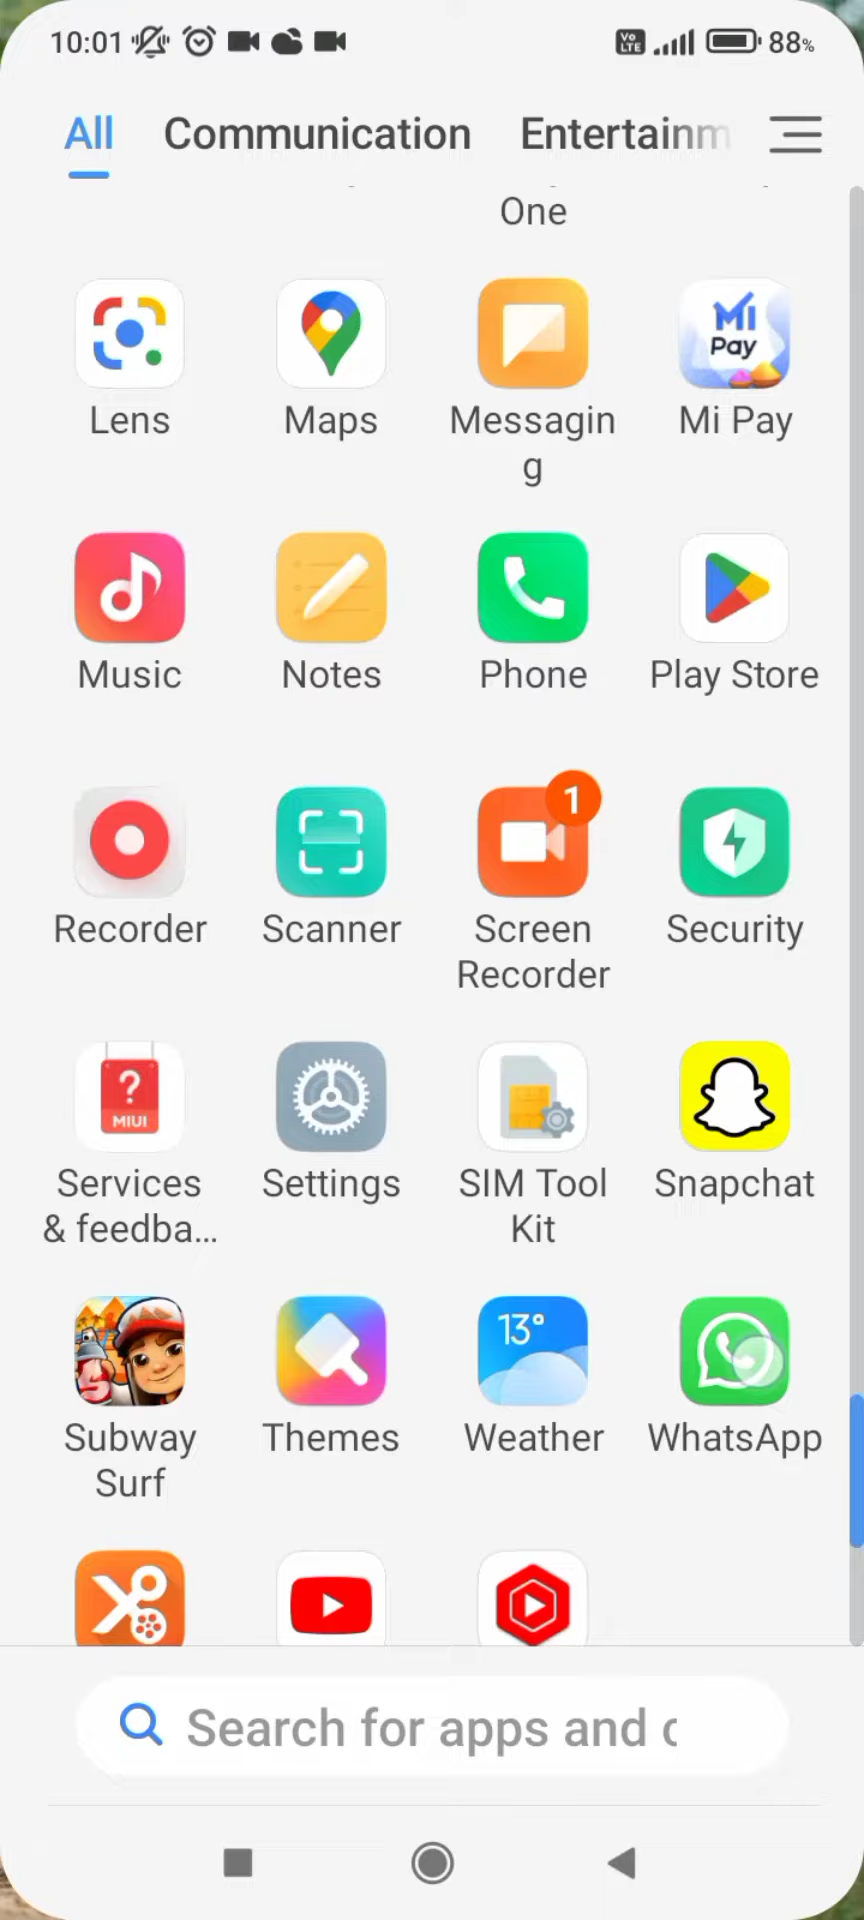 10:01
Vo LTE
88%
All Communication Entertainm
One
Lens Maps Messagin Mi Pay
g
Mi Pay
Music Notes Phone Play Store
1
Recorder Scanner Screen Security
Recorder
?
MIUI
Services Settings SIM Tool Snapchat
& feedba... Kit
13°
Subway Themes Weather WhatsApp
Surf
Search for apps and